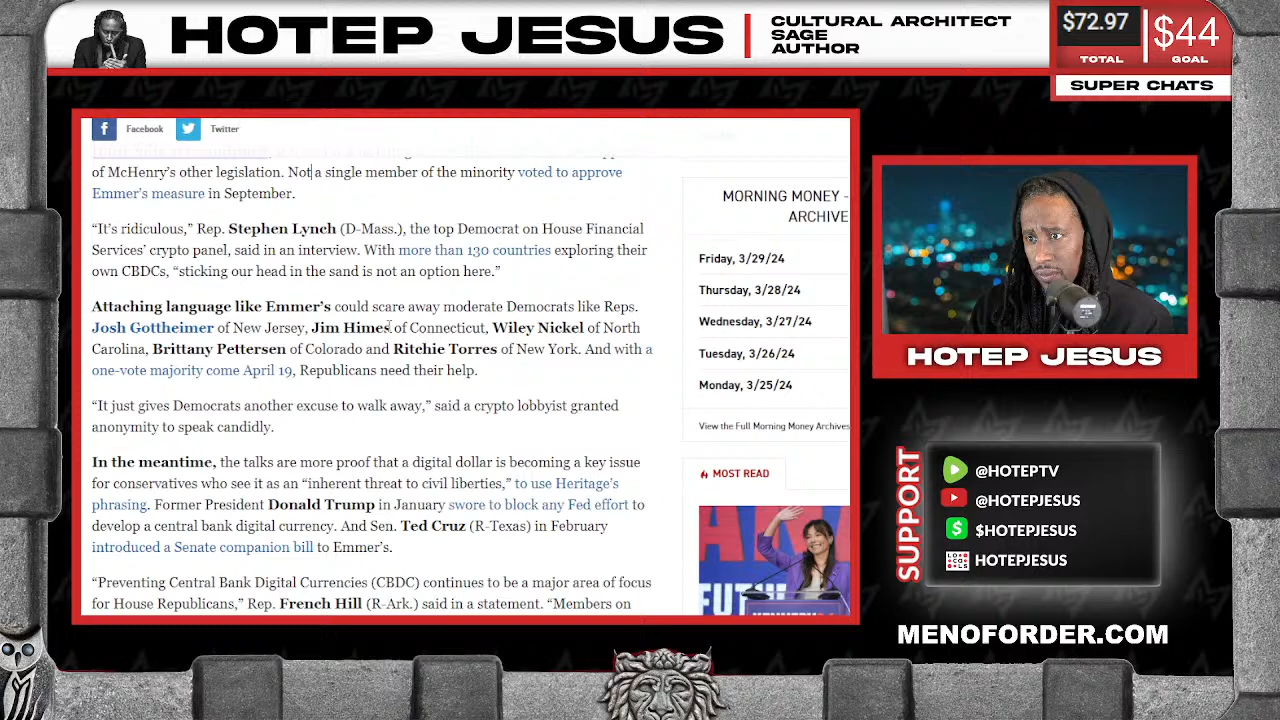 HOTEP JESUS
CULTURAL ARCHITECT
SAGE
AUTHOR
$72.97
TOTAL
$44
GOAL
SUPER CHATS
Facebook
Twitter
of McHenry's other legislation. Not a single member of the minority voted to approve
Emmer's measure in September.
"It's ridiculous," Rep. Stephen Lynch (D-Mass.), the top Democrat on House Financial
Services' crypto panel, said in an interview. With more than 130 countries exploring their
own CBDCs, "sticking our head in the sand is not an option here."
Attaching language like Emmer's could scare away moderate Democrats like Reps.
Josh Gottheimer of New Jersey, Jim Himes of Connecticut, Wiley Nickel of North
Carolina, Brittany Pettersen of Colorado and Ritchie Torres of New York. And with a
one-vote majority come April 19, Republicans need their help.
"It just gives Democrats another excuse to walk away," said a crypto lobbyist granted
anonymity to speak candidly.
In the meantime, the talks are more proof that a digital dollar is becoming a key issue
for conservatives who see it as an "inherent threat to civil liberties," to use Heritage's
phrasing. Former President Donald Trump in January swore to block any Fed effort to
develop a central bank digital currency. And Sen. Ted Cruz (R-Texas) in February
introduced a Senate companion bill to Emmer's.
"Preventing Central Bank Digital Currencies (CBDC) continues to be a major area of focus
for House Republicans," Rep. French Hill (R-Ark.) said in a statement. "Members on
MORNING MONEY -
ARCHIVE
Friday, 3/29/24
Thursday, 3/28/24
Wednesday, 3/27/24
Tuesday, 3/26/24
Monday, 3/25/24
View the Full Morning Money Archives
MOST READ
HOTEP JESUS
SUPPORT
@HOTEPTV
@HOTEPJESUS
$HOTEPJESUS
HOTEPJESUS
MENOFORDER.COM